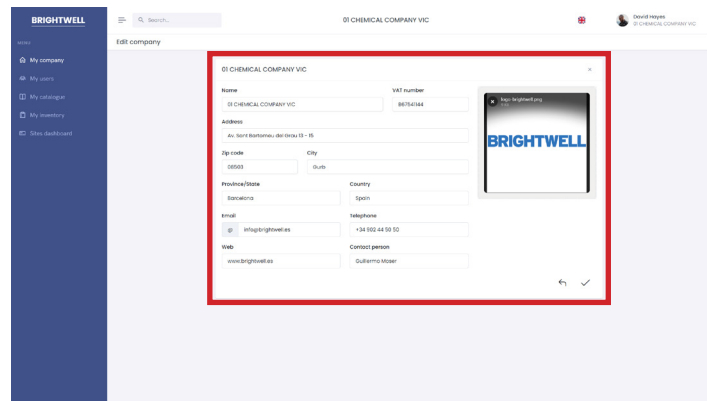 BRIGHTWELL
Search...
01 CHEMICAL COMPANY VIC
David Hayes
01 CHEMICAL COMPANY VIC
MENU
Edit company
My company
My users
My catalogue
My inventory
Sites dashboard
01 CHEMICAL COMPANY VIC
×
Name
VAT number
01 CHEMICAL COMPANY VIC
B67541144
Address
Av. Sant Bartomeu del Grau 13 - 15
Zip code
City
08503
Gurb
Province/State
Country
Barcelona
Spain
Email
Telephone
@ info@brightwell.es
+34 902 44 50 50
Web
Contact person
www.brightwell.es
Guillermo Moser
logo-brightwell.png
BRIGHTWELL